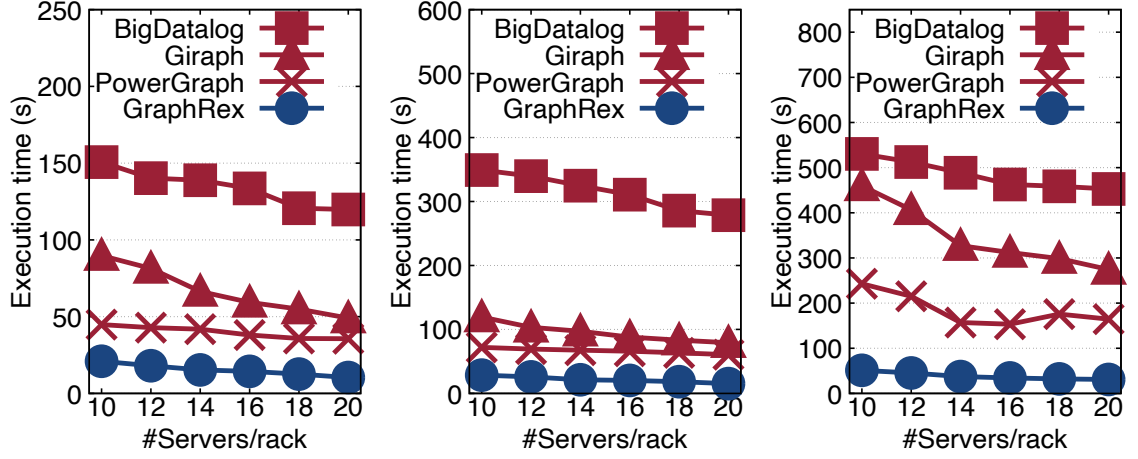 250
200
150
100
50
0
Execution time (s)
BigDatalog
Giraph
PowerGraph
GraphRex
10 12 14 16 18 20
#Servers/rack
600
500
400
300
200
100
0
Execution time (s)
BigDatalog
Giraph
PowerGraph
GraphRex
10 12 14 16 18 20
#Servers/rack
800
700
600
500
400
300
200
100
0
Execution time (s)
BigDatalog
Giraph
PowerGraph
GraphRex
10 12 14 16 18 20
#Servers/rack